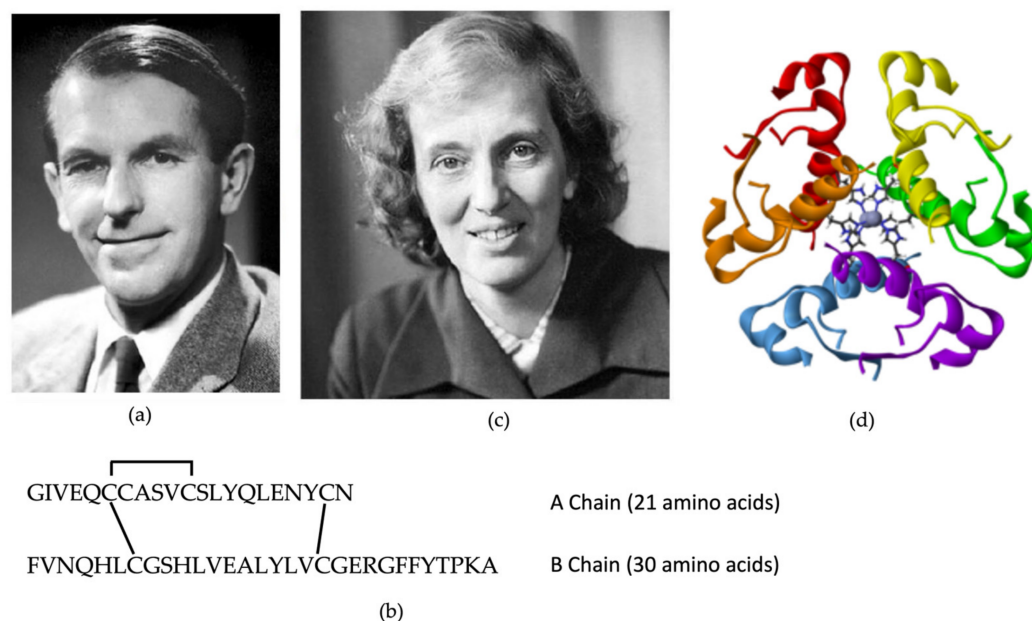 (a)
(c)
(d)
GIVEQCCASVCSLYQLENYCN A Chain (21 amino acids)
FVNQHLCGSHLVEALYLVCGERGFFYTPKA B Chain (30 amino acids)
(b)